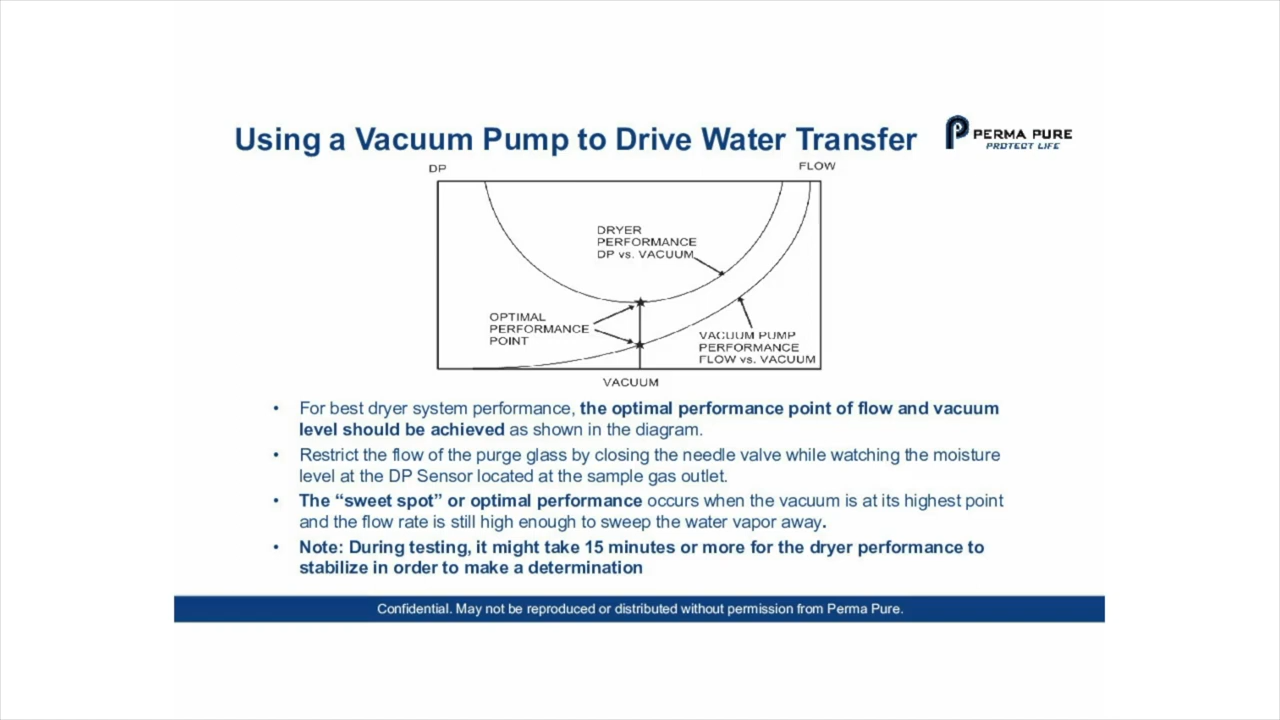 Using a Vacuum Pump to Drive Water Transfer
PERMA PURE
PROTECT LIFE
DP
FLOW
DRYER
PERFORMANCE
DP vs. VACUUM
OPTIMAL
PERFORMANCE
POINT
VACUUM PUMP
PERFORMANCE
FLOW vs. VACUUM
VACUUM
• For best dryer system performance, the optimal performance point of flow and vacuum
level should be achieved as shown in the diagram.
• Restrict the flow of the purge glass by closing the needle valve while watching the moisture
level at the DP Sensor located at the sample gas outlet.
• The “sweet spot” or optimal performance occurs when the vacuum is at its highest point
and the flow rate is still high enough to sweep the water vapor away.
• Note: During testing, it might take 15 minutes or more for the dryer performance to
stabilize in order to make a determination
Confidential. May not be reproduced or distributed without permission from Perma Pure.